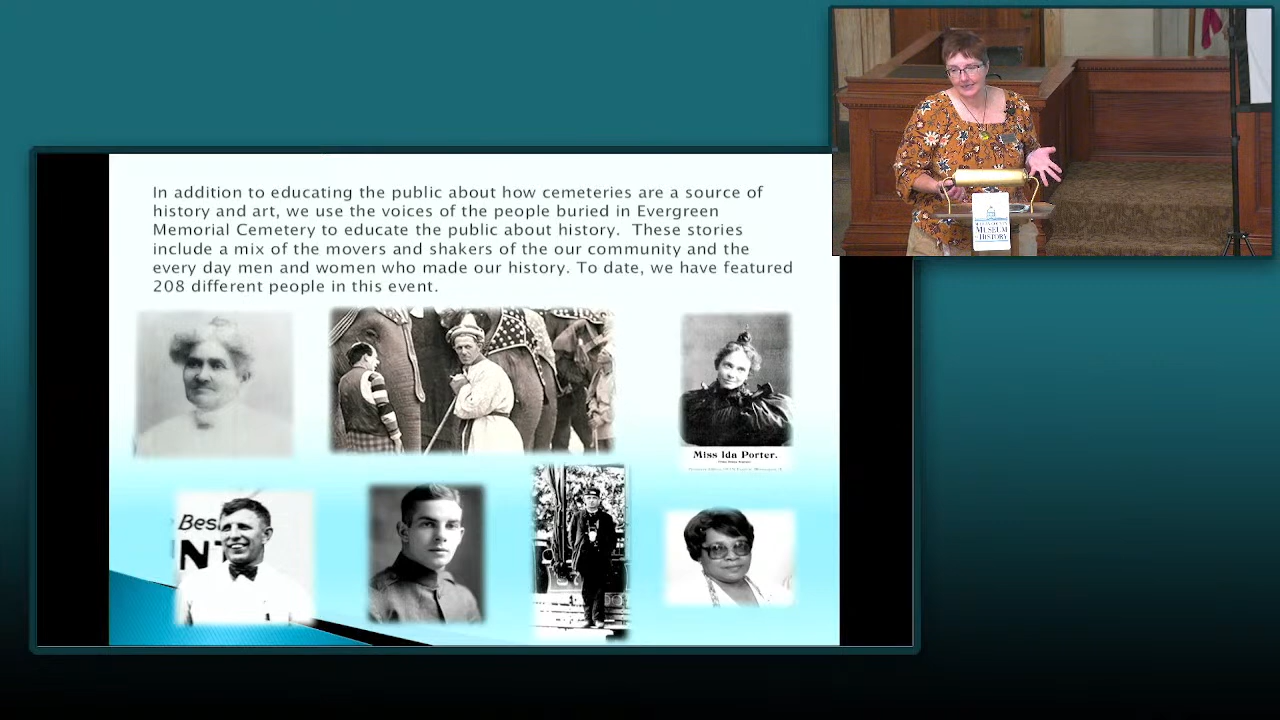 In addition to educating the public about how cemeteries are a source of
history and art, we use the voices of the people buried in Evergreen
Memorial Cemetery to educate the public about history.  These stories
include a mix of the movers and shakers of the our community and the
every day men and women who made our history. To date, we have featured
208 different people in this event.
Miss Ida Porter.
Bes
NT
MUSEUM
HISTORY